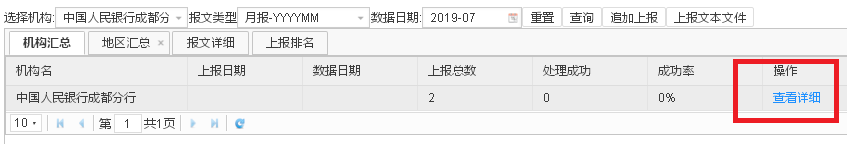 选择机构: 中国人民银行成都分 报文类型 月报-YYYYMM 数据日期: 2019-07 重置 查询 追加上报 上报文本文件
机构汇总 地区汇总 × 报文详细 上报排名
机构名 上报日期 数据日期 上报总数 处理成功 成功率 操作
中国人民银行成都分行 2 0 0% 查看详细
10 第 1 共1页